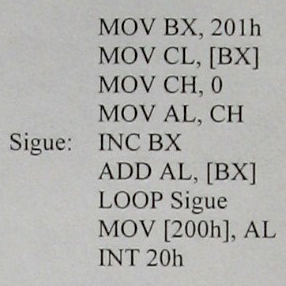 MOV BX, 201h
MOV CL, [BX]
MOV CH, 0
MOV AL, CH
Sigue: INC BX
ADD AL, [BX]
LOOP Sigue
MOV [200h], AL
INT 20h